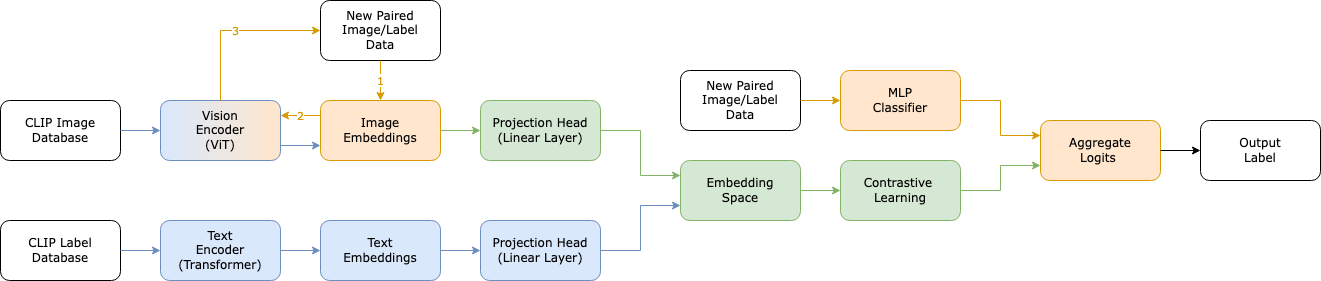 New Paired
Image/Label
Data
3
1
CLIP Image
Database
Vision
Encoder
(ViT)
2
Image
Embeddings
Projection Head
(Linear Layer)
New Paired
Image/Label
Data
MLP
Classifier
Aggregate
Logits
Output
Label
Embedding
Space
Contrastive
Learning
CLIP Label
Database
Text
Encoder
(Transformer)
Text
Embeddings
Projection Head
(Linear Layer)